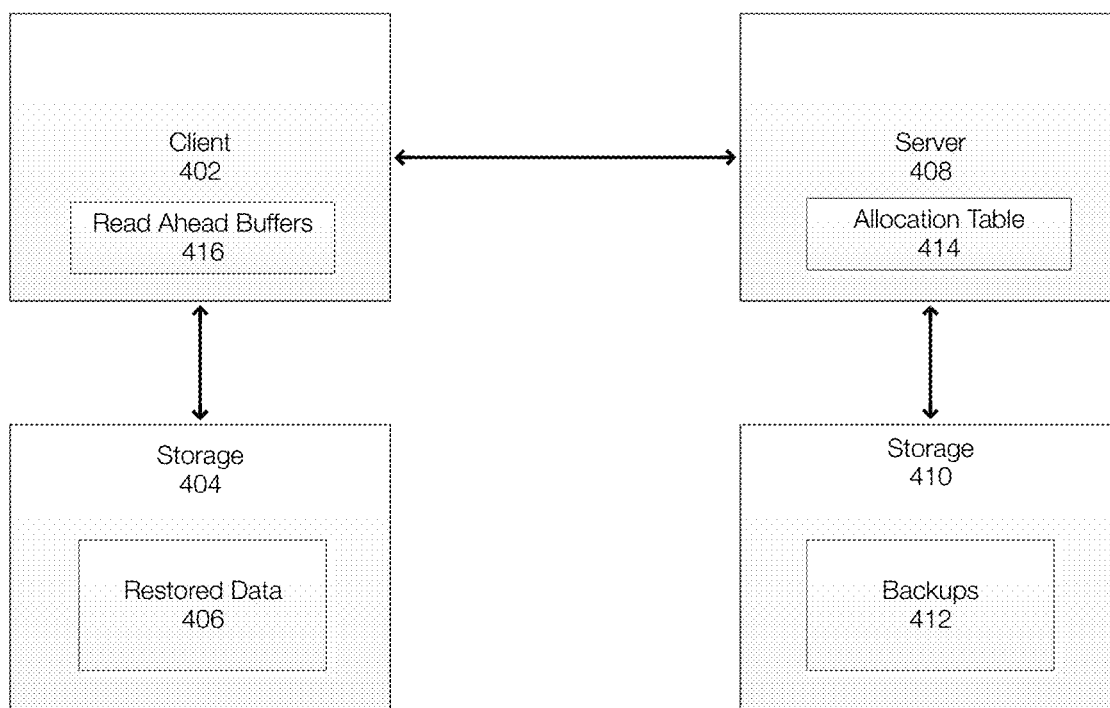 Client
402
Read Ahead Buffers
416
Server
408
Allocation Table
414
Storage
404
Restored Data
406
Storage
410
Backups
412